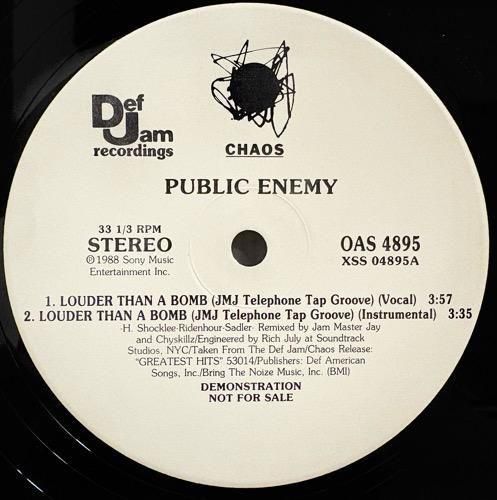 Def
Jam
recordings
CHAOS
PUBLIC ENEMY
33 1/3 RPM
STEREO
℗ 1988 Sony Music
Entertainment Inc.
OAS 4895
XSS 04895A
1. LOUDER THAN A BOMB (JMJ Telephone Tap Groove) (Vocal) 3:57
2. LOUDER THAN A BOMB (JMJ Telephone Tap Groove) (Instrumental) 3:35
-H. Shocklee-Ridenhour-Sadler- Remixed by Jam Master Jay
and Chyskillz/Engineered by Rich July at Soundtrack
Studios, NYC/Taken From The Def Jam/Chaos Release:
"GREATEST HITS" 53014/Publishers: Def American
Songs, Inc./Bring The Noize Music, Inc. (BMI)
DEMONSTRATION
NOT FOR SALE